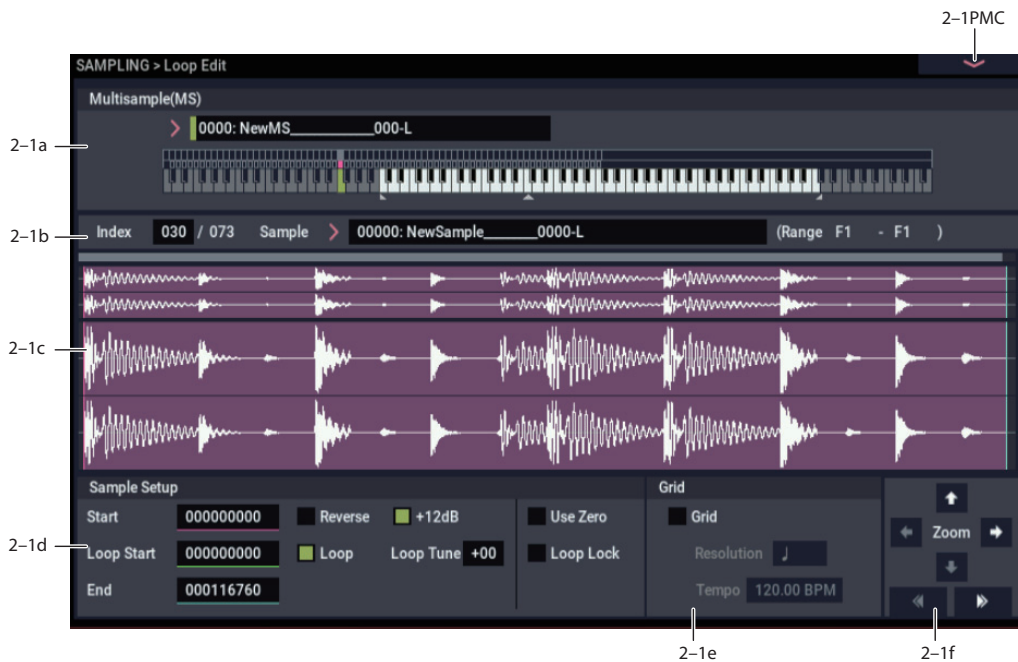 2–1PMC
SAMPLING > Loop Edit
Multisample(MS)
0000: NewMS____________000-L
2–1a
2–1b
Index 030 / 073 Sample 00000: NewSample_______0000-L (Range F1 - F1 )
2–1c
Sample Setup Grid
Start 000000000 Reverse +12dB Use Zero Grid
2–1d
Loop Start 000000000 Loop Loop Tune +00 Loop Lock Resolution ♩ Zoom
End 000116760 Tempo 120.00 BPM
2–1e 2–1f